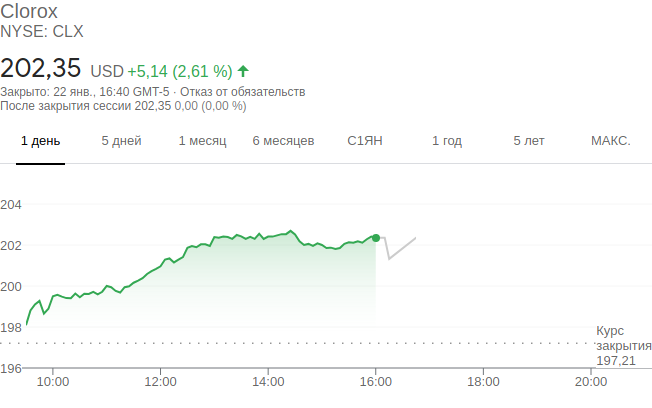 Clorox
NYSE: CLX
202,35 USD +5,14 (2,61 %)
Закрыто: 22 янв., 16:40 GMT-5 · Отказ от обязательств
После закрытия сессии 202,35 0,00 (0,00 %)
1 день 5 дней 1 месяц 6 месяцев С1ЯН 1 год 5 лет МАКС.
204
202
200
198
Курс
закрытия
197,21
196
10:00 12:00 14:00 16:00 18:00 20:00